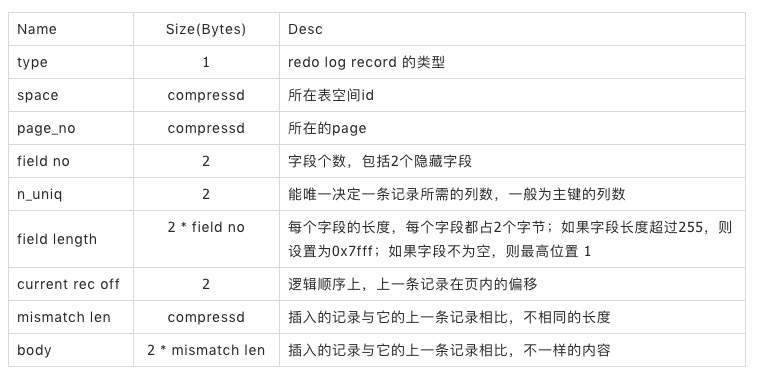 Name Size(Bytes) Desc
type 1 redo log record 的类型
space compressd 所在表空间id
page_no compressd 所在的page
field no 2 字段个数，包括2个隐藏字段
n_uniq 2 能唯一决定一条记录所需的列数，一般为主键的列数
field length 2 * field no 每个字段的长度，每个字段都占2个字节；如果字段长度超过255，则
设置为0x7fff；如果字段不为空，则最高位置 1
current rec off 2 逻辑顺序上，上一条记录在页内的偏移
mismatch len compressd 插入的记录与它的上一条记录相比，不相同的长度
body 2 * mismatch len 插入的记录与它的上一条记录相比，不一样的内容